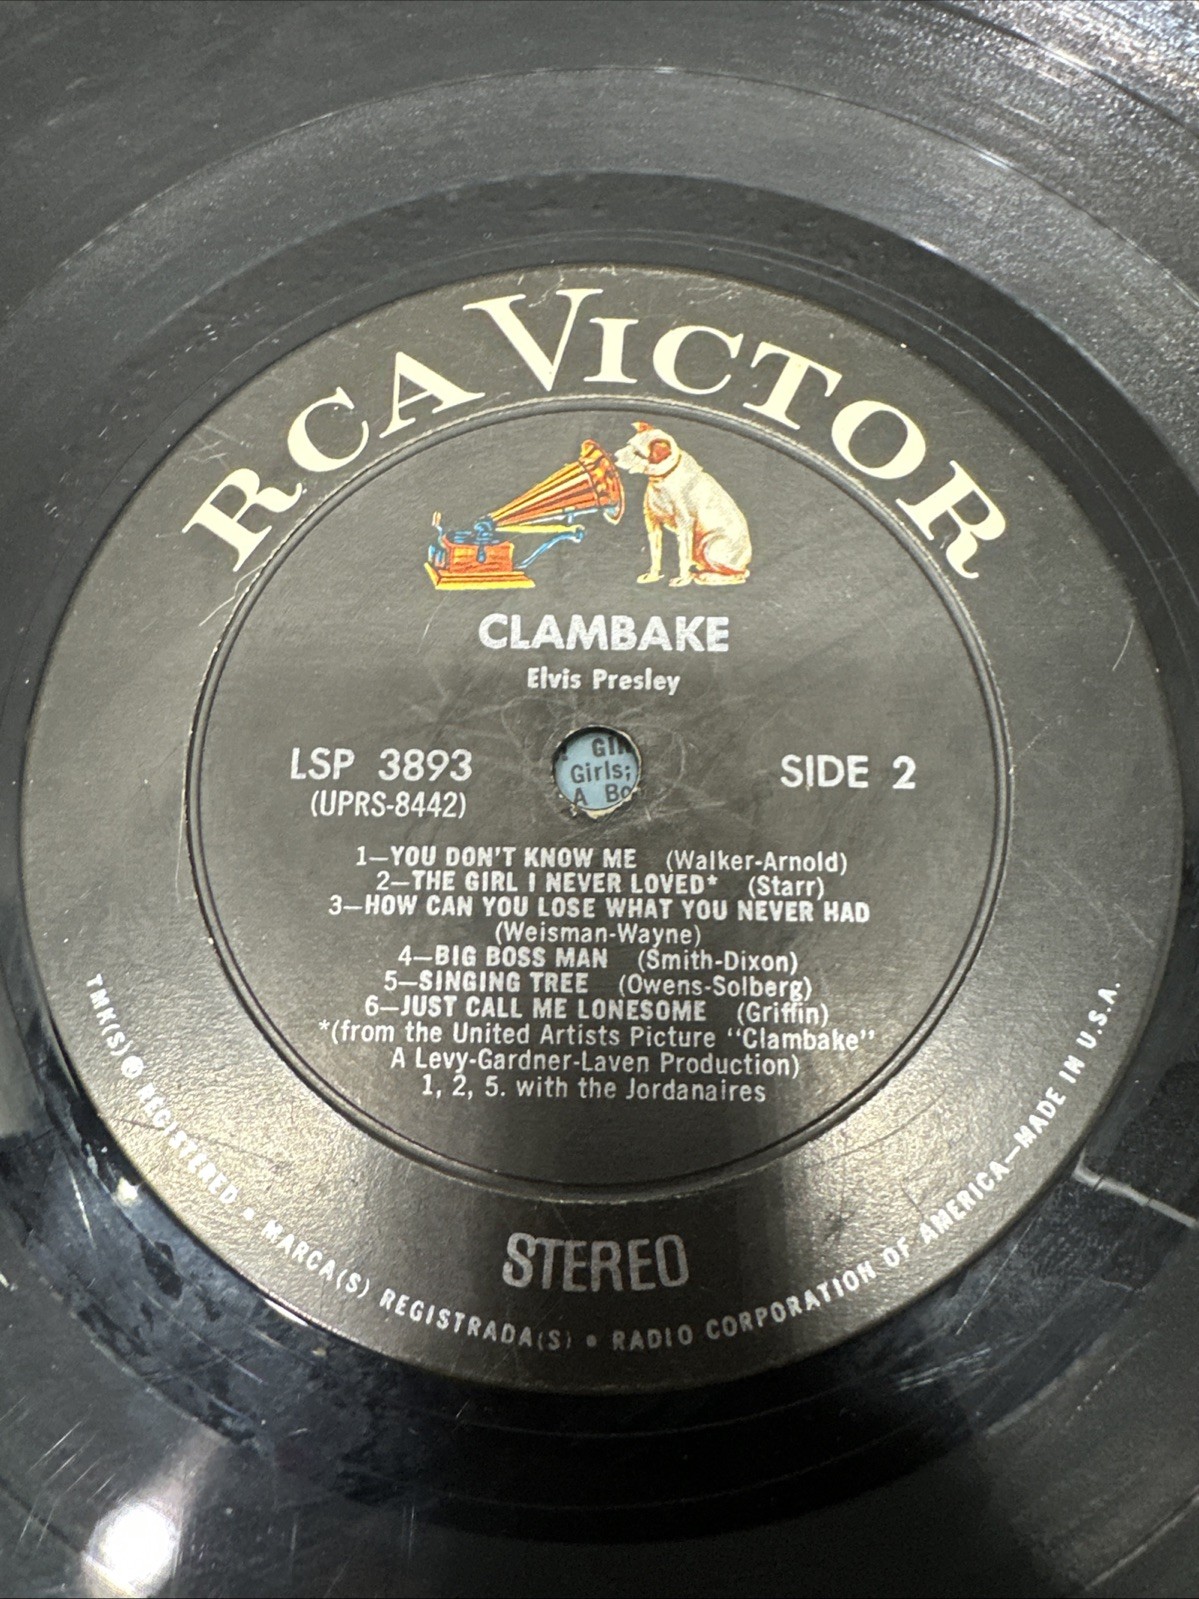 RCA VICTOR
CLAMBAKE
Elvis Presley
LSP 3893
(UPRS-8442)
SIDE 2
Girls;
1—YOU DON'T KNOW ME (Walker-Arnold)
2—THE GIRL I NEVER LOVED* (Starr)
3—HOW CAN YOU LOSE WHAT YOU NEVER HAD
(Weisman-Wayne)
4—BIG BOSS MAN (Smith-Dixon)
5—SINGING TREE (Owens-Solberg)
6—JUST CALL ME LONESOME (Griffin)
*(from the United Artists Picture "Clambake"
A Levy-Gardner-Laven Production)
1, 2, 5. with the Jordanaires
STEREO
TMK(S) ® REGISTERED • MARCA(S) REGISTRADA(S) • RADIO CORPORATION OF AMERICA—MADE IN U.S.A.